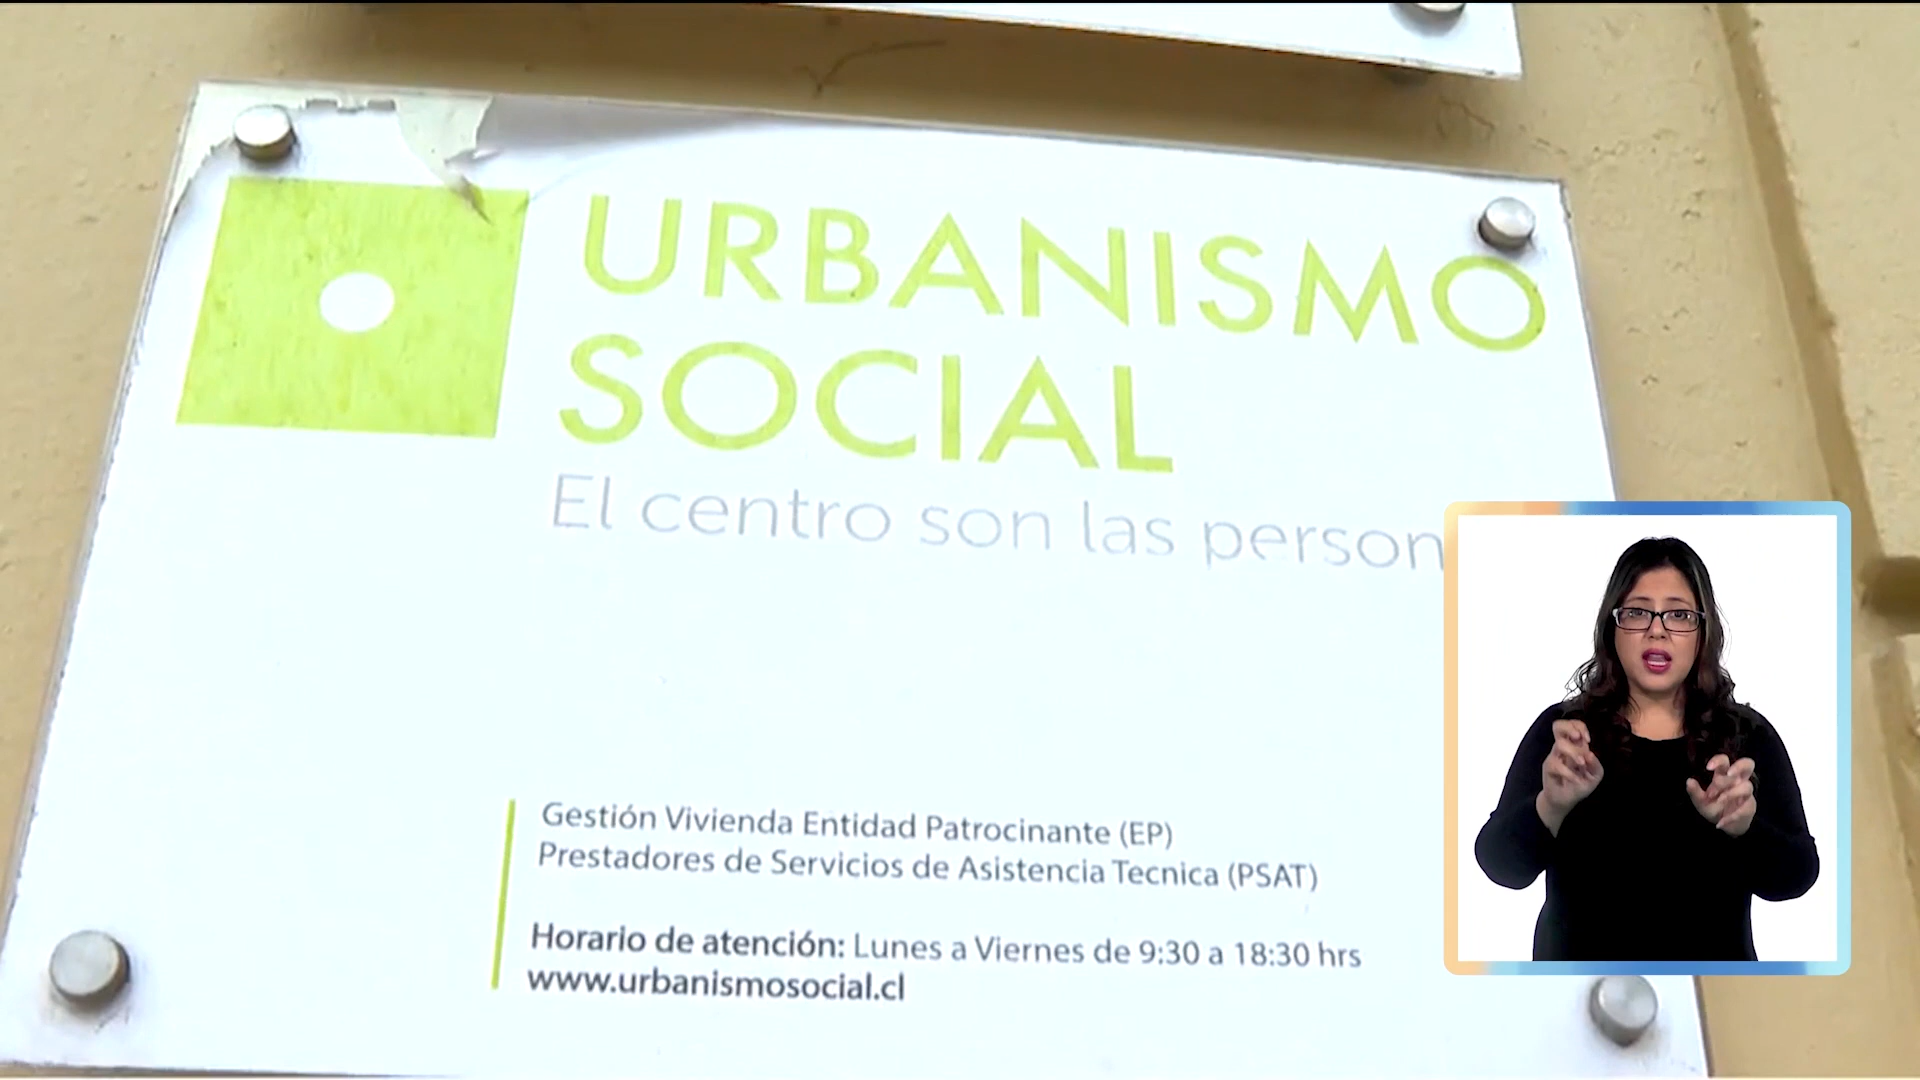 URBANISMO
SOCIAL
El centro son las person
Gestión Vivienda Entidad Patrocinante (EP)
Prestadores de Servicios de Asistencia Tecnica (PSAT)
Horario de atención: Lunes a Viernes de 9:30 a 18:30 hrs
www.urbanismosocial.cl